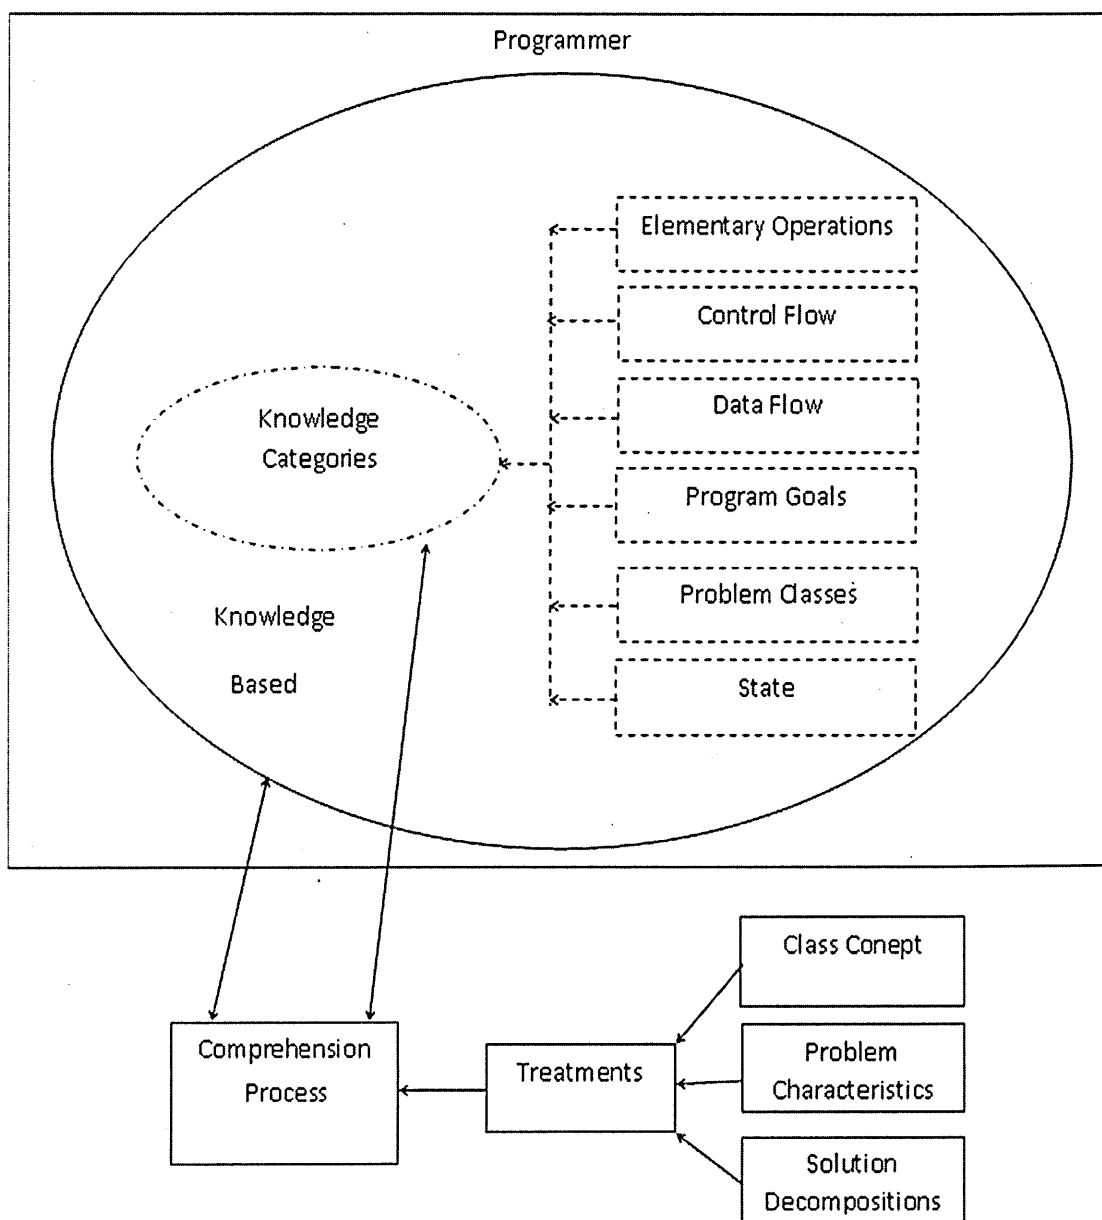 Programmer
Elementary Operations
Control Flow
Data Flow
Knowledge
Categories
Program Goals
Problem Classes
Knowledge
Based
State
Class Conept
Comprehension
Process
Treatments
Problem
Characteristics
Solution
Decompositions